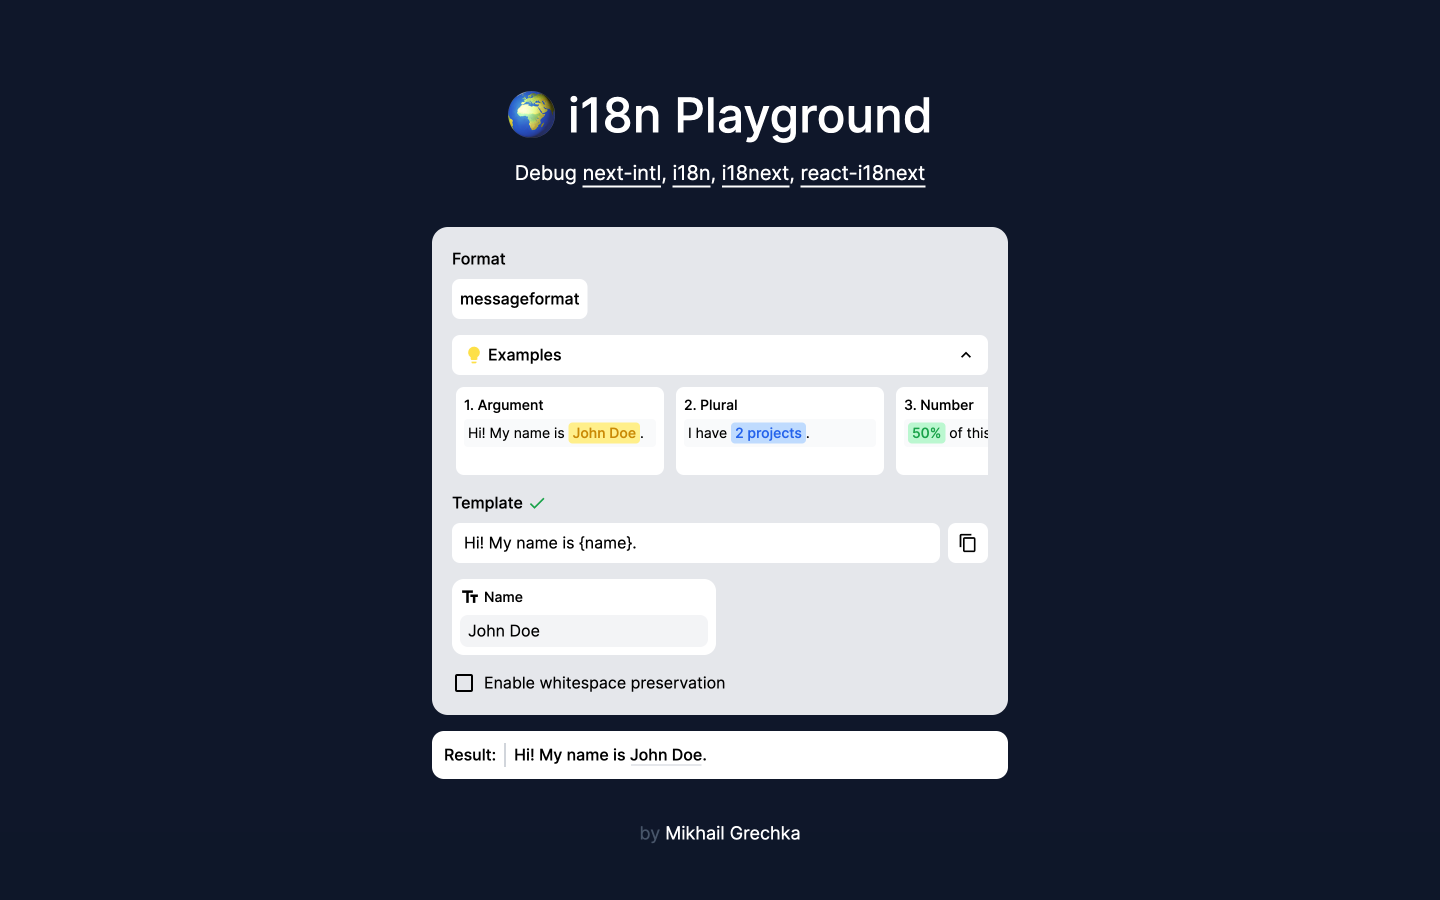 i18n Playground
Debug next-intl, i18n, i18next, react-i18next
Format
messageformat
Examples
1. Argument
Hi! My name is John Doe.
2. Plural
I have 2 projects.
3. Number
50% of this
Template
Hi! My name is {name}.
Name
John Doe
Enable whitespace preservation
Result: Hi! My name is John Doe.
by Mikhail Grechka